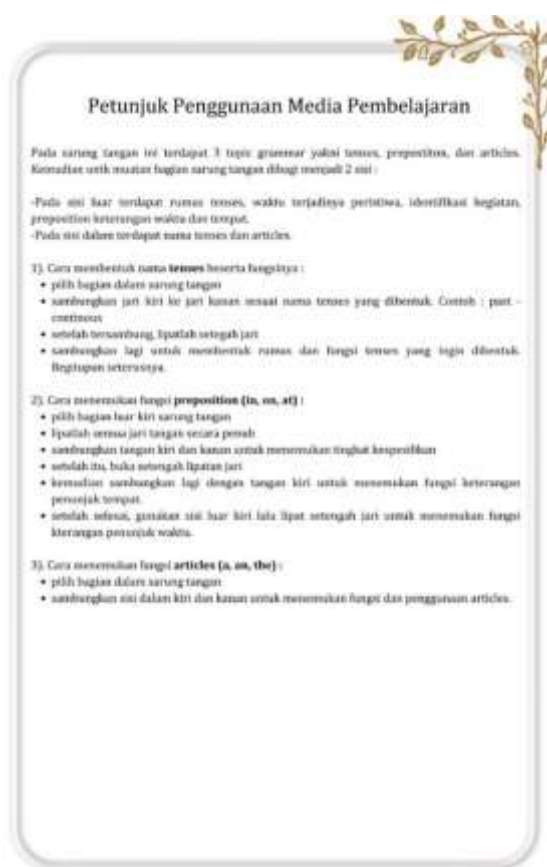 Petunjuk Penggunaan Media Pembelajaran
Pada sarung tangan ini terdapat 3 topic grammar yakni tenses, prepostiton, dan articles.
Kemudian untk muatan bagian sarung tangan dibagi menjadi 2 sisi :
-Pada sisi luar terdapat rumus tenses, waktu terjadinya peristiwa, identifikasi kegiatan,
preposition keterangan waktu dan tempat.
-Pada sisi dalam terdapat nama tenses dan articles.
1). Cara membentuk nama tenses beserta fungsinya :
• pilih bagian dalam sarung tangan
• sambungkan jari kiri ke jari kanan sesuai nama tenses yang dibentuk. Contoh : past -
continous
• setelah tersambung, lipatlah setegah jari
• sambungkan lagi untuk membentuk rumus dan fungsi tenses yang ingin dibentuk.
Begitupun seterusnya.
2). Cara menemukan fungsi preposition (in, on, at) :
• pilih bagian luar kiri sarung tangan
• lipatlah semua jari tangan secara penuh
• sambungkan tangan kiri dan kanan untuk menemukan tingkat kespesifikan
• setelah itu, buka setengah lipatan jari
• kemudian sambungkan lagi dengan tangan kiri untuk menemukan fungsi keterangan
penunjuk tempat.
• setelah selesai, gunakan sisi luar kiri lalu lipat setengah jari untuk menemukan fungsi
kterangan penunjuk waktu.
3). Cara menemukan fungsi articles (a, an, the) :
• pilih bagian dalam sarung tangan
• sambungkan sisi dalam kiri dan kanan untuk menemukan fungsi dan penggunaan articles.